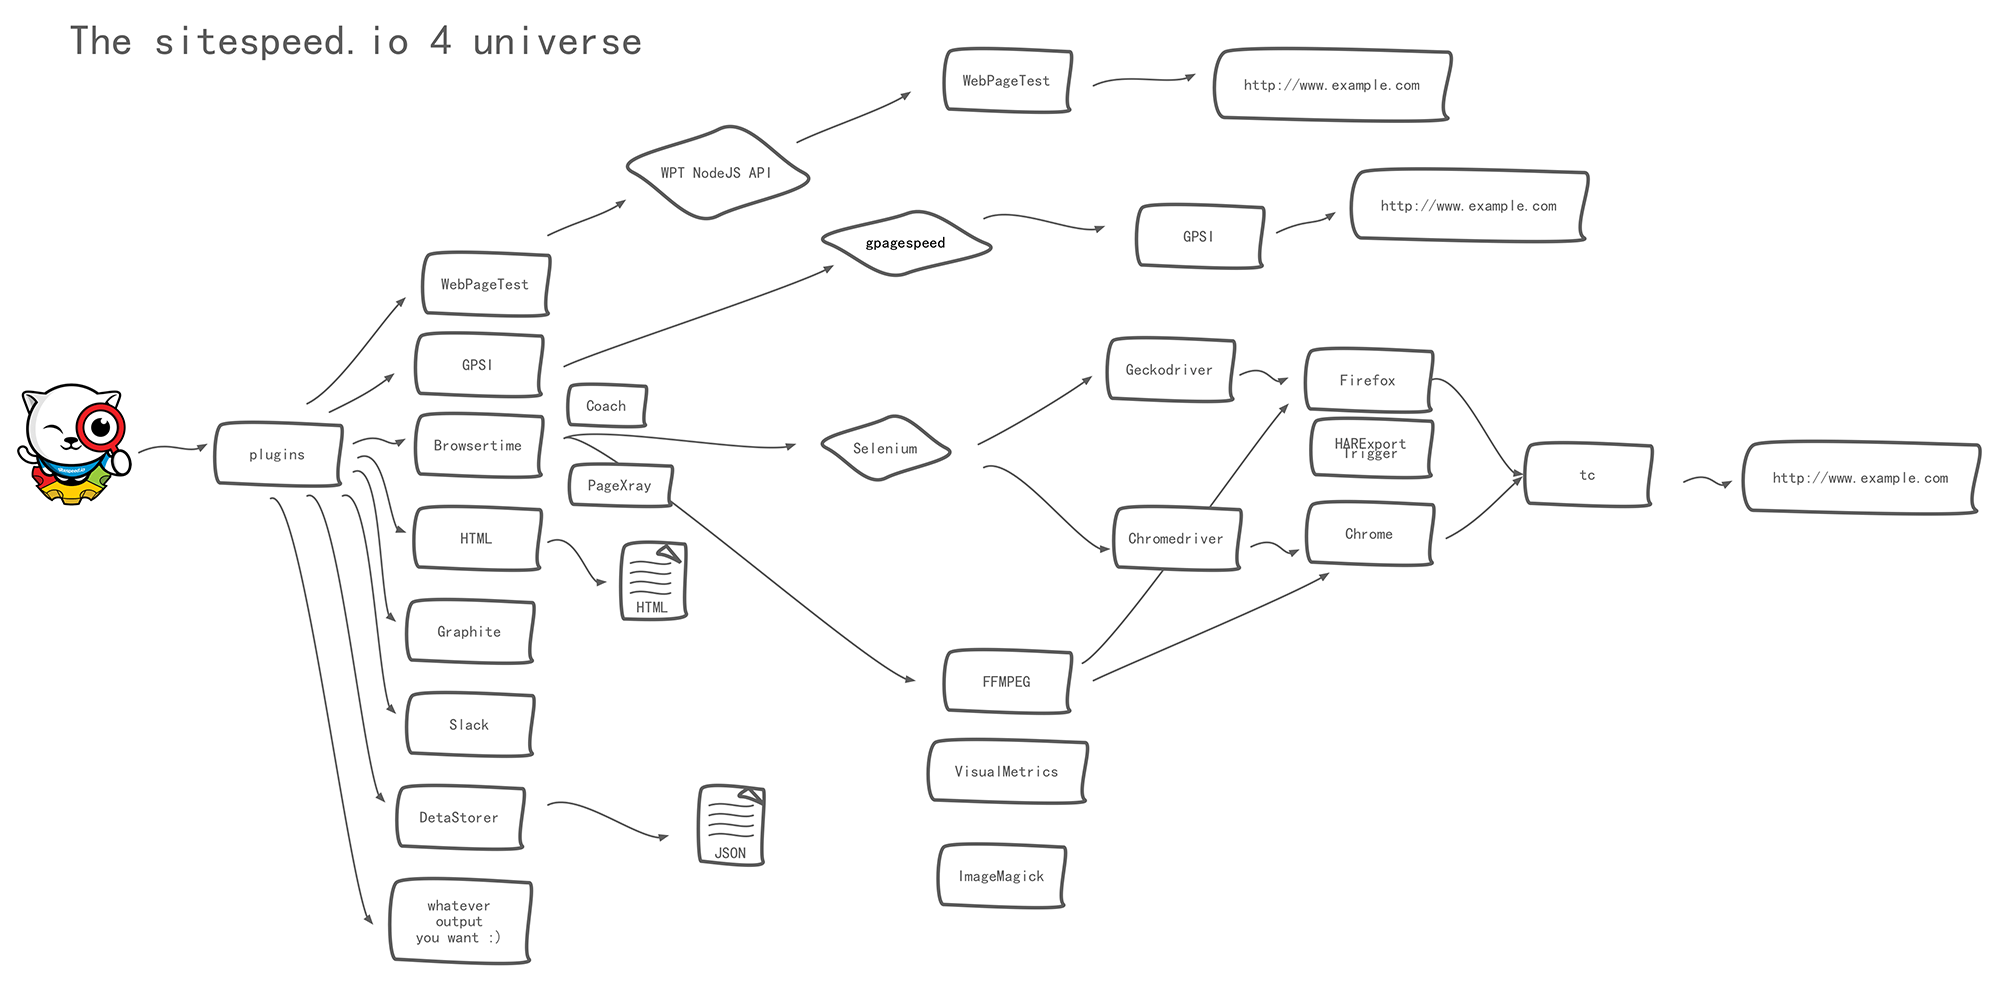 The sitespeed.io 4 universe
WebPageTest
http://www.example.com
WPT NodeJS API
http://www.example.com
gpagespeed
GPSI
WebPageTest
GPSI
Geckodriver
Firefox
Coach
Browsertime
Selenium
HARExport
Trigger
plugins
PageXray
tc
http://www.example.com
HTML
Chromedriver
Chrome
HTML
Graphite
FFMPEG
Slack
VisualMetrics
DetaStorer
JSON
ImageMagick
whatever
output
you want :)